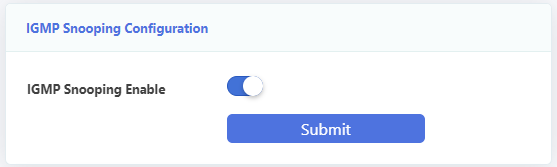 IGMP Snooping Configuration
IGMP Snooping Enable
Submit